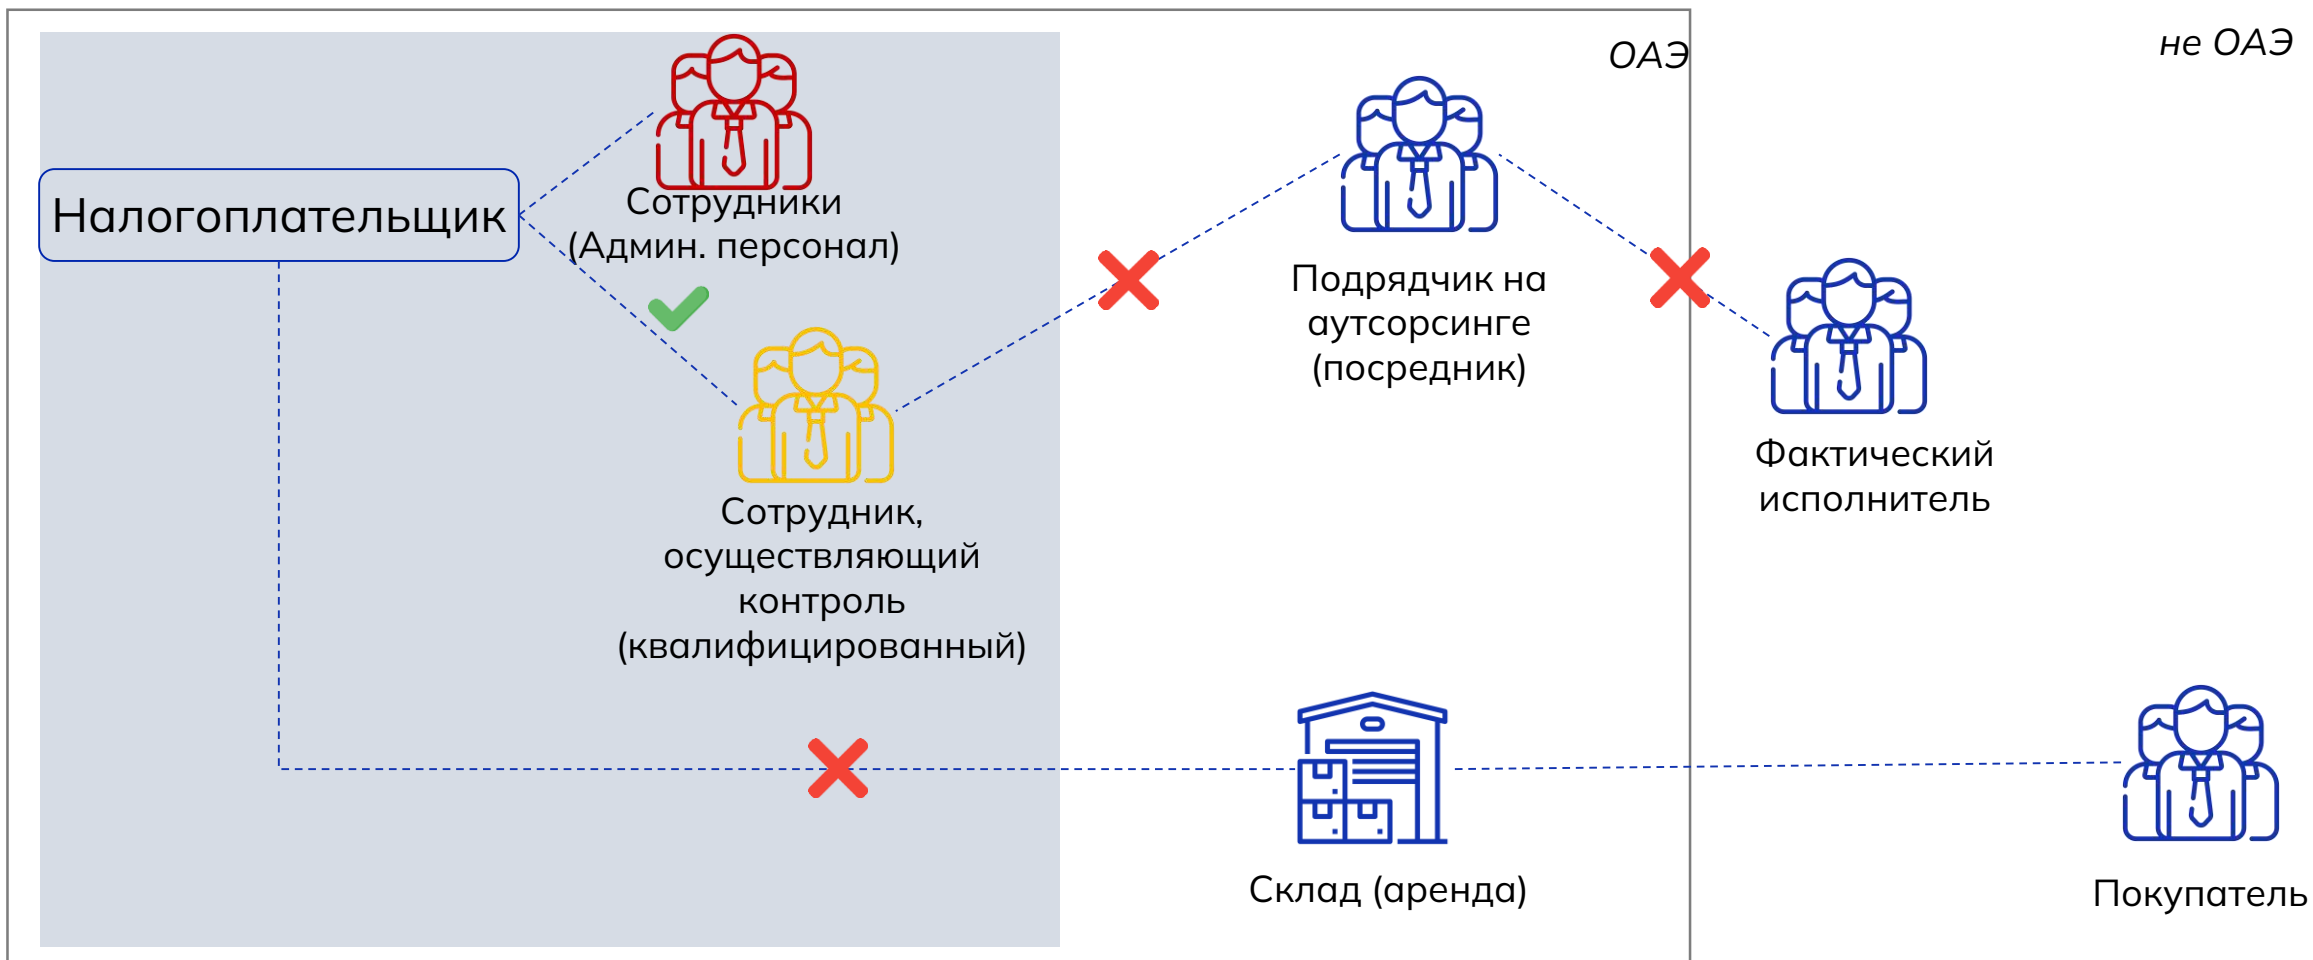 ОАЭ
не ОАЭ
Налогоплательщик
Сотрудники
(Админ. персонал)
Подрядчик на
аутсорсинге
(посредник)
Фактический
исполнитель
Сотрудник,
осуществляющий
контроль
(квалифицированный)
Склад (аренда)
Покупатель